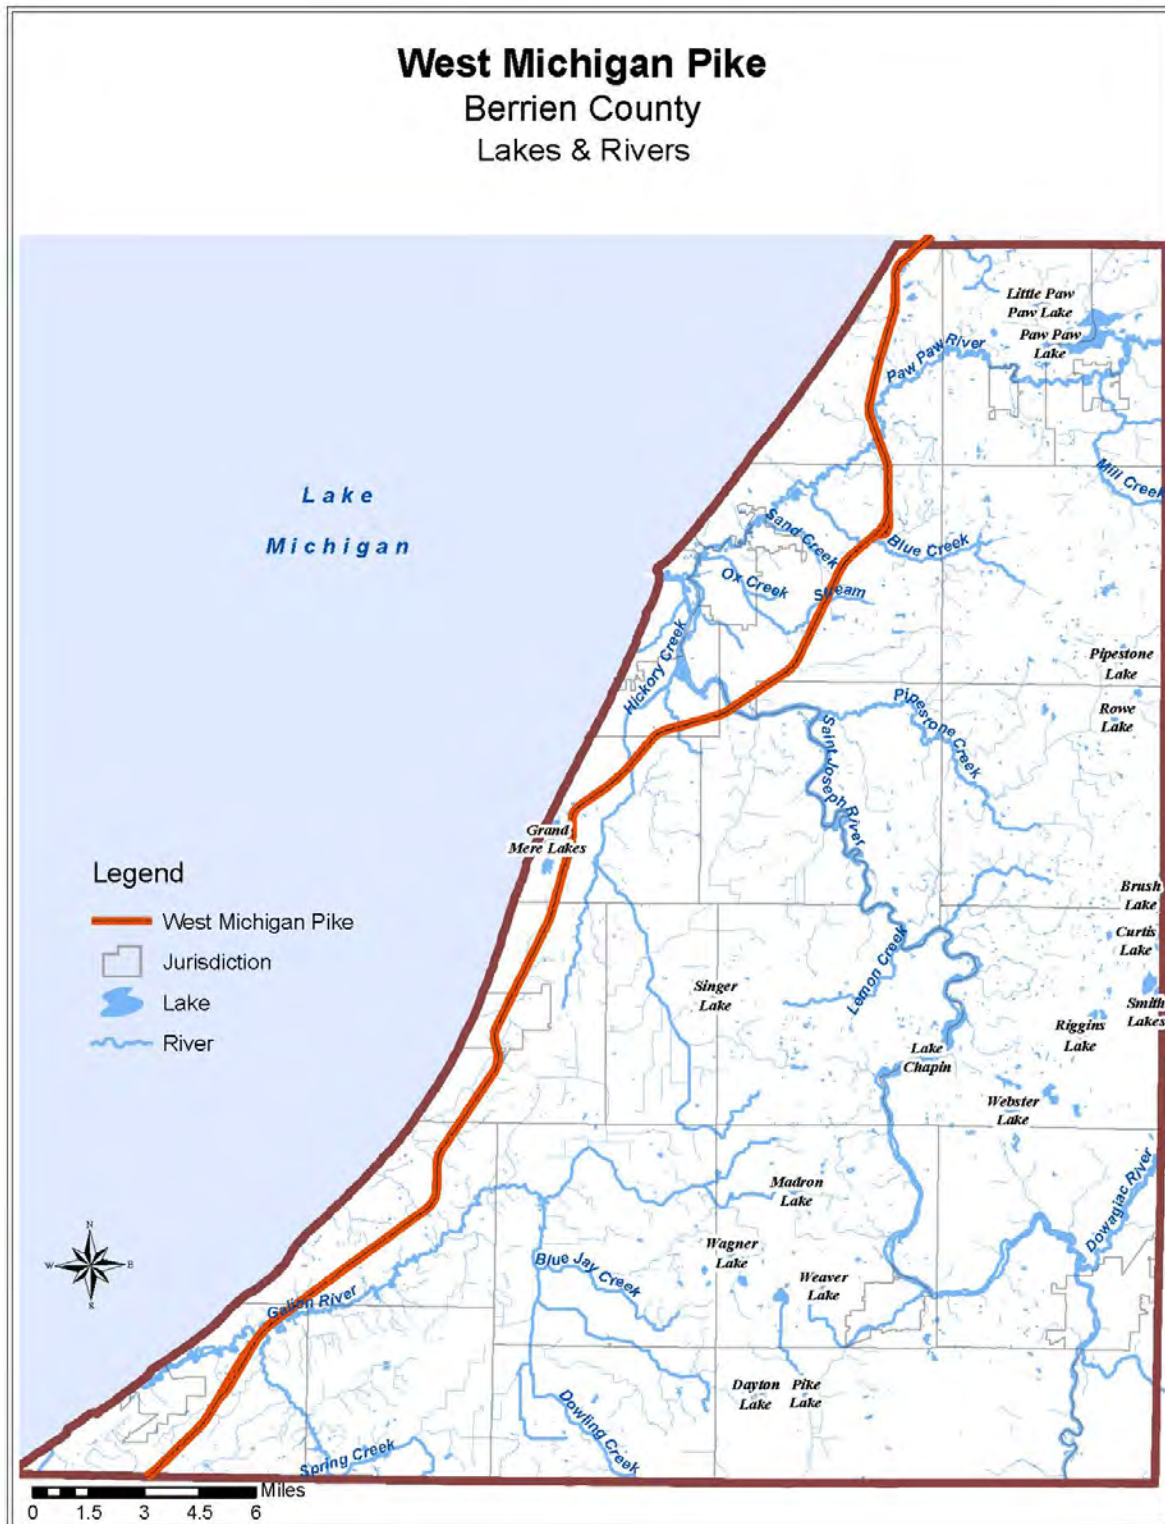 West Michigan Pike
Berrien County
Lakes & Rivers
Little Paw
Paw Lake
Paw Paw
Lake
Paw Paw River
Mill Creek
Lake
Michigan
Sand Creek
Blue Creek
Ox Creek
Stream
Hickory Creek
Pipestone
Lake
Rowe
Lake
Pipestone Creek
Saint Joseph River
Grand
Mere Lakes
Legend
West Michigan Pike
Jurisdiction
Lake
River
Brush
Lake
Curtis
Lake
Smith
Lakes
Riggins
Lake
Lemon Creek
Singer
Lake
Lake
Chapin
Webster
Lake
Dowagiac River
Madron
Lake
Wagner
Lake
Weaver
Lake
Blue Jay Creek
Galien River
N
W
E
S
Dayton
Lake
Pike
Lake
Dowling Creek
Spring Creek
Miles
0 1.5 3 4.5 6